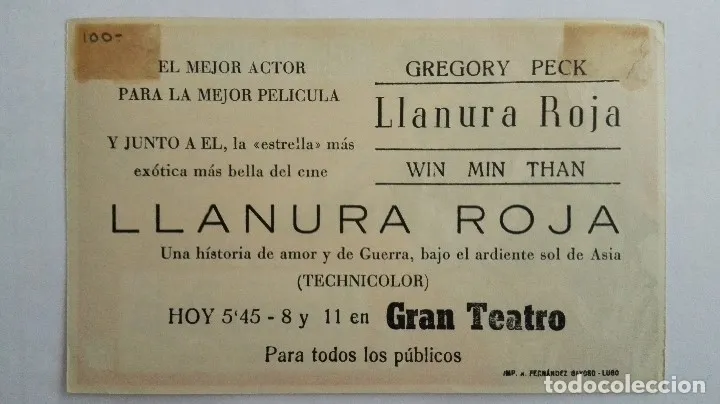 100-
EL MEJOR ACTOR
PARA LA MEJOR PELICULA
Y JUNTO A EL, la «estrella» más
exótica más bella del cine
GREGORY PECK
Llanura Roja
WIN MIN THAN
LLANURA ROJA
Una história de amor y de Guerra, bajo el ardiente sol de Asia
(TECHNICOLOR)
HOY 5'45 - 8 y 11 en Gran Teatro
Para todos los públicos
IMP. A. FERNÁNDEZ - LUGO
todocoleccion.net